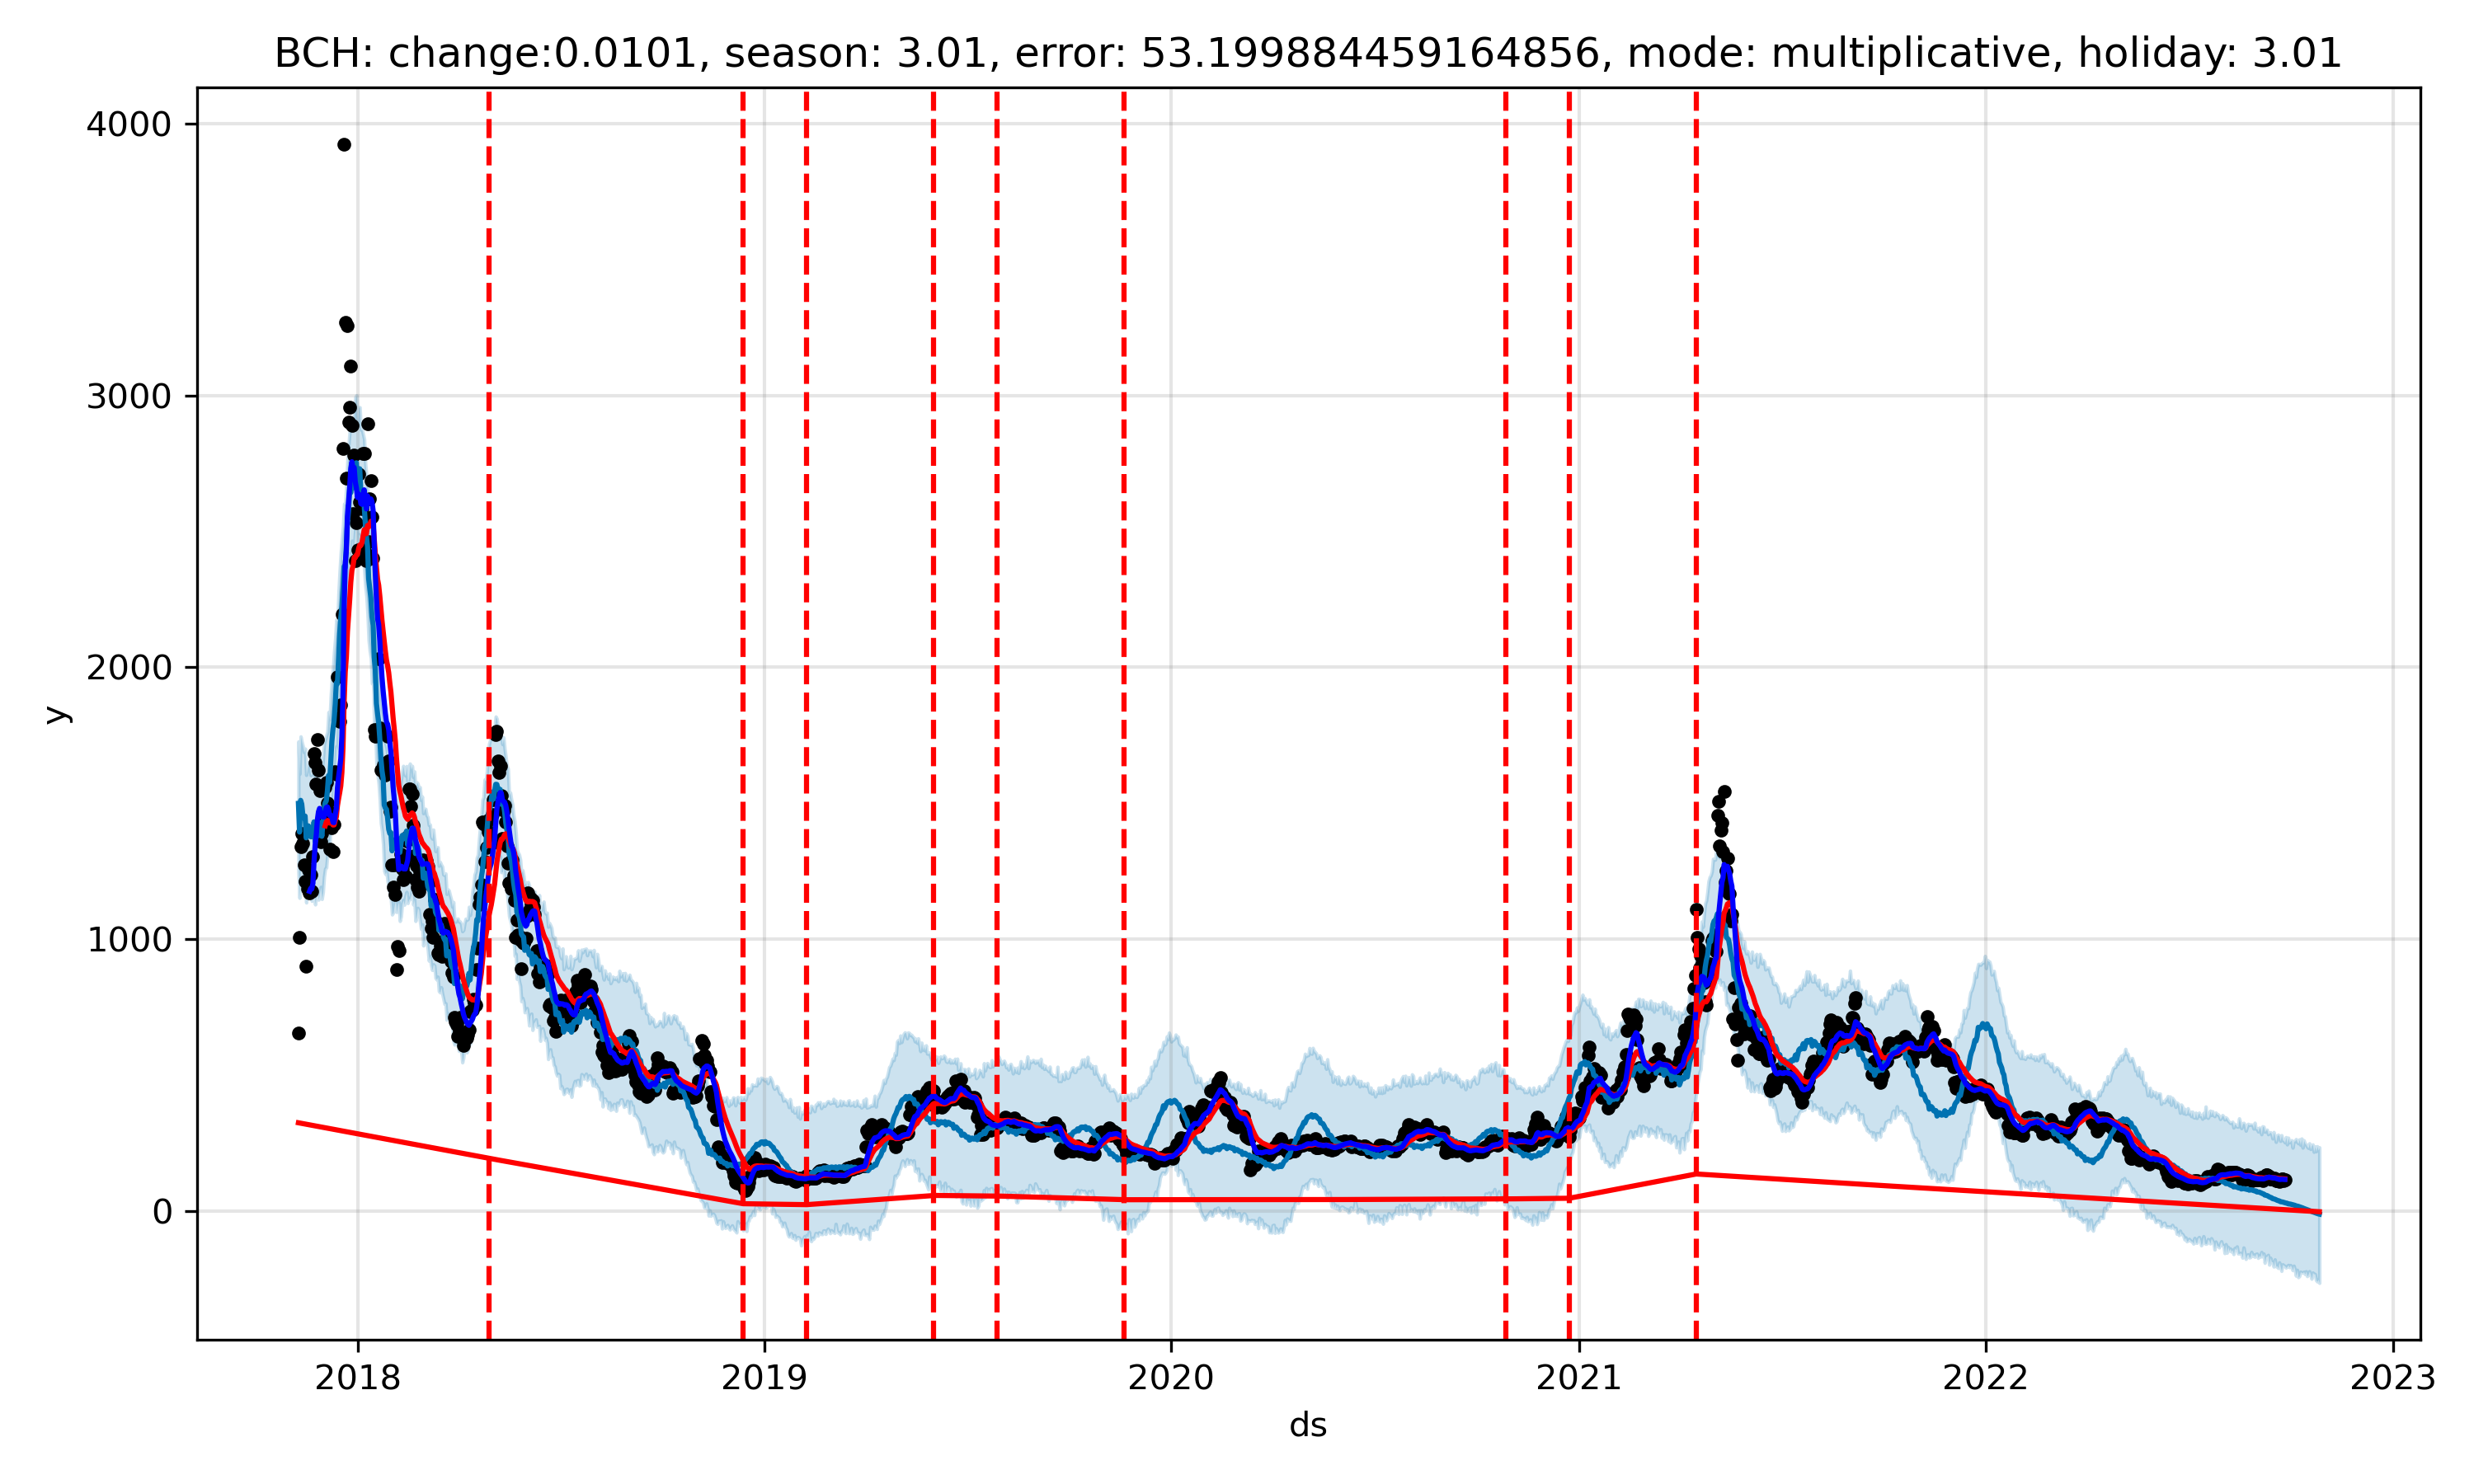 BCH: change:0.0101, season: 3.01, error: 53.199884459164856, mode: multiplicative, holiday: 3.01
4000
3000
2000
1000
0
y
2018 2019 2020 2021 2022 2023
ds